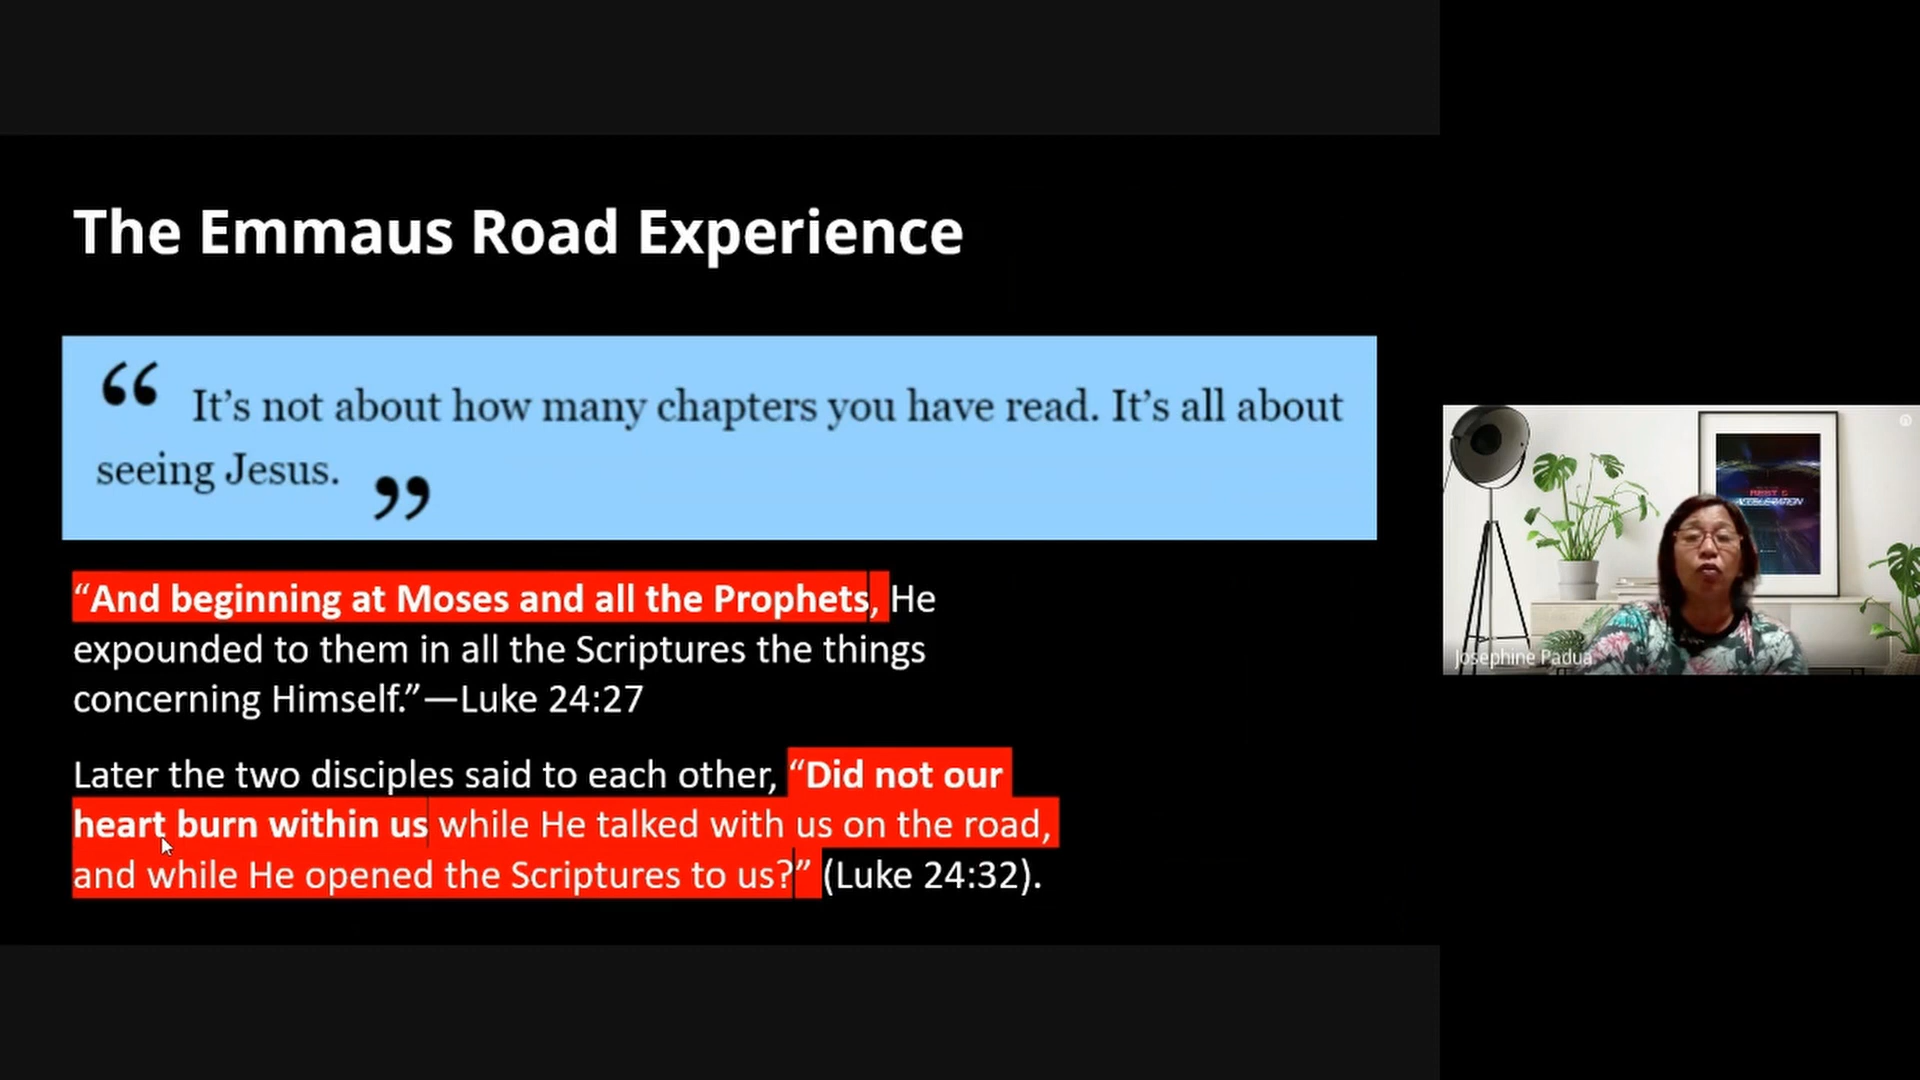 The Emmaus Road Experience
“ It’s not about how many chapters you have read. It’s all about
seeing Jesus. ”
“And beginning at Moses and all the Prophets, He
expounded to them in all the Scriptures the things
concerning Himself.”—Luke 24:27
Later the two disciples said to each other, “Did not our
heart burn within us while He talked with us on the road,
and while He opened the Scriptures to us?” (Luke 24:32).
REST &
ACCELERATION
Josephine Padua